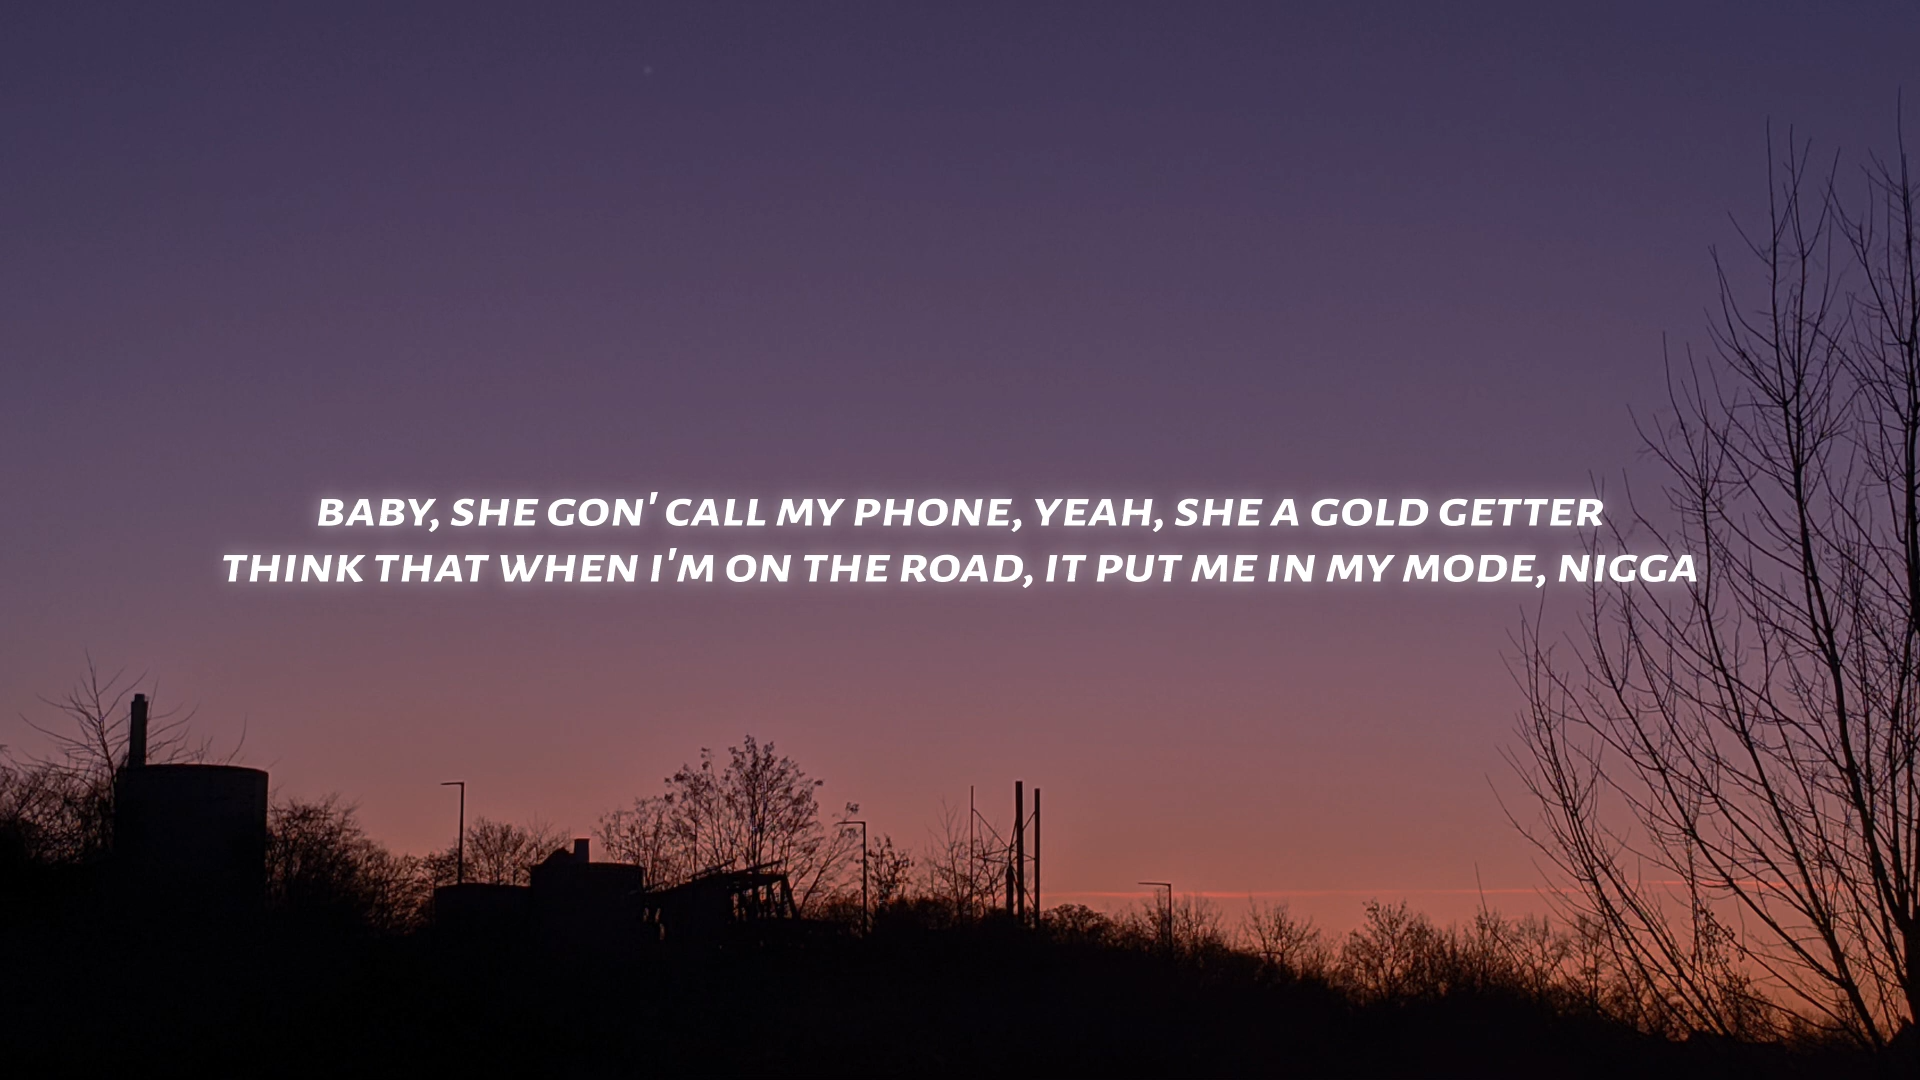 BABY, SHE GON' CALL MY PHONE, YEAH, SHE A GOLD GETTER
THINK THAT WHEN I'M ON THE ROAD, IT PUT ME IN MY MODE, NIGGA